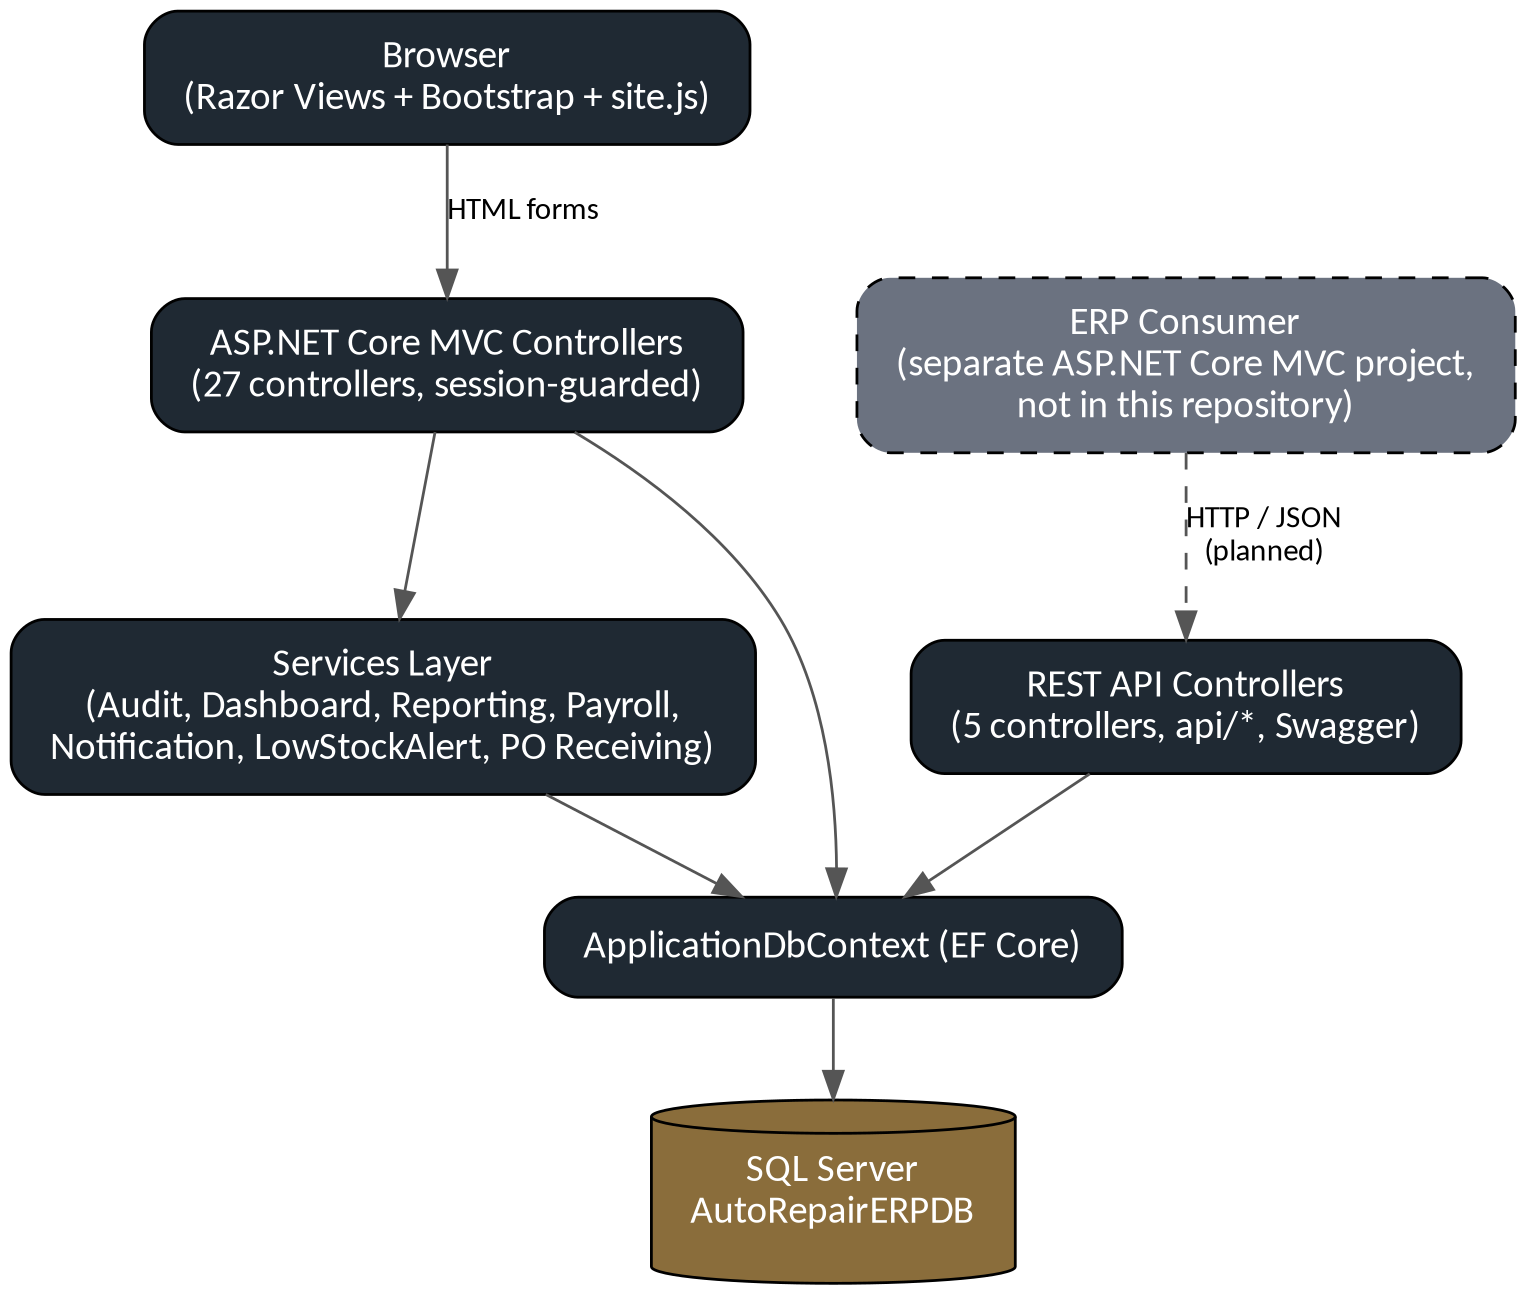 Browser
(Razor Views + Bootstrap + site.js)
HTML forms
ASP.NET Core MVC Controllers
(27 controllers, session-guarded)
ERP Consumer
(separate ASP.NET Core MVC project,
not in this repository)
HTTP / JSON
(planned)
Services Layer
(Audit, Dashboard, Reporting, Payroll,
Notification, LowStockAlert, PO Receiving)
REST API Controllers
(5 controllers, api/*, Swagger)
ApplicationDbContext (EF Core)
SQL Server
AutoRepairERPDB